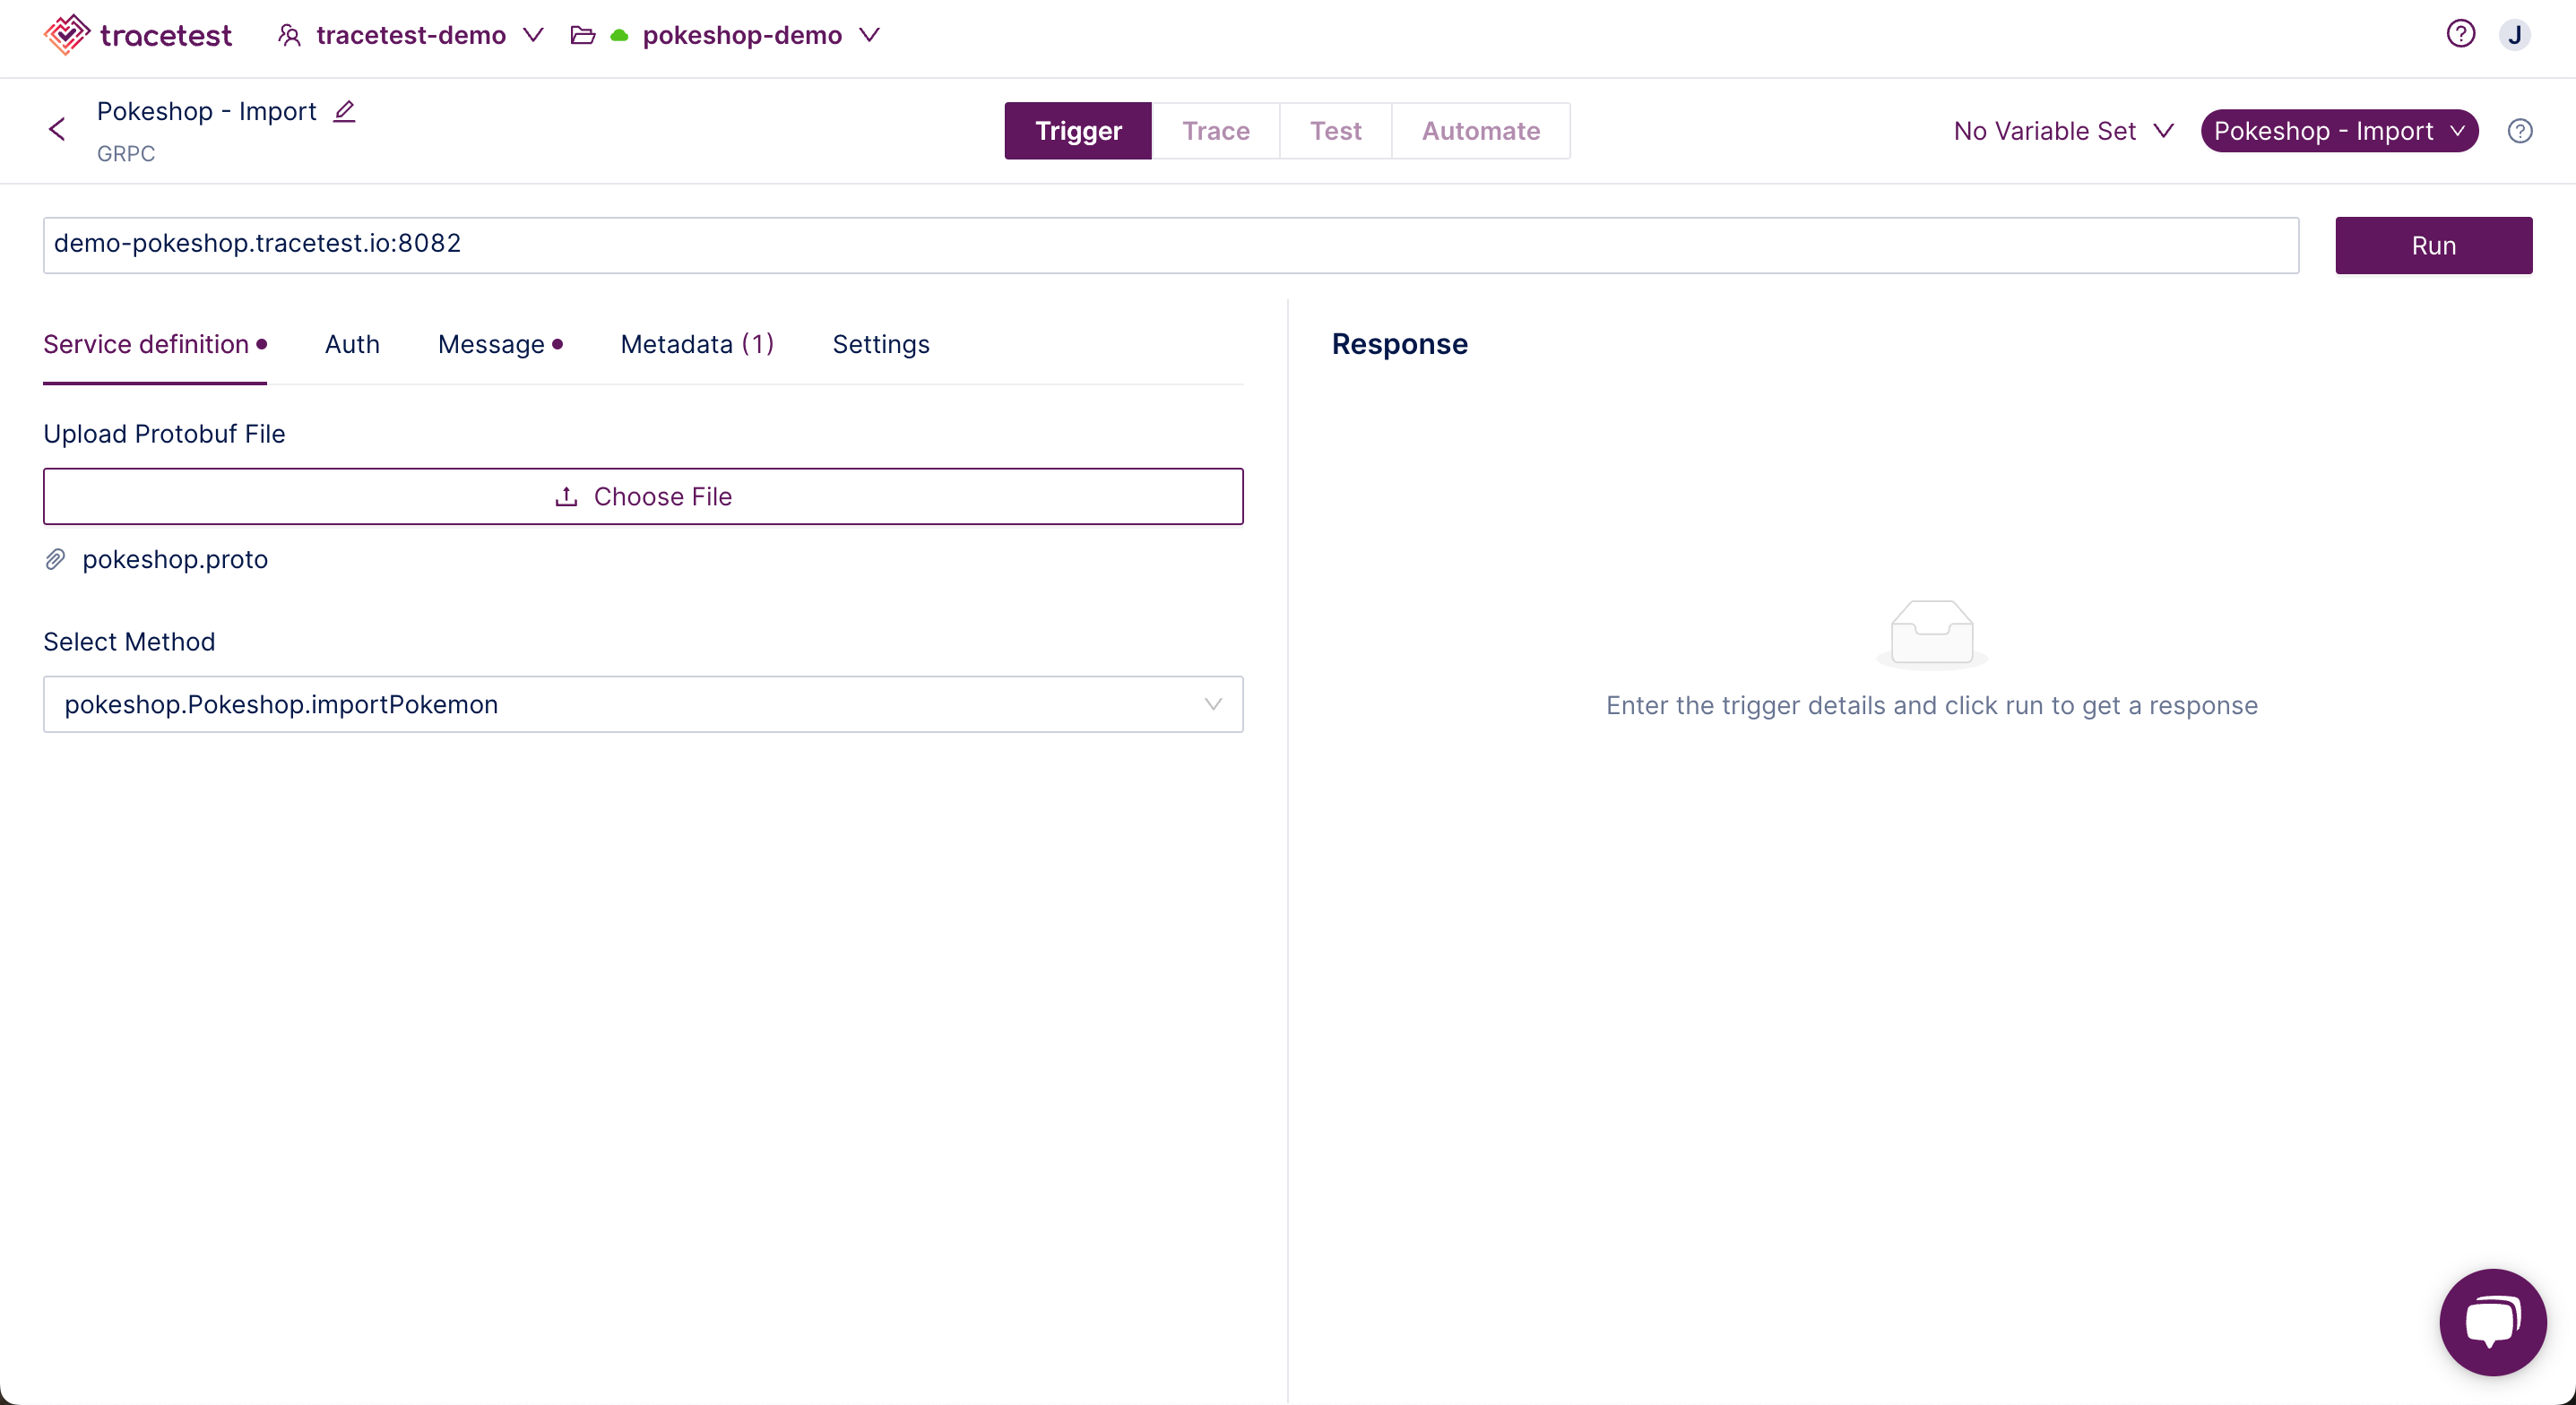 tracetest tracetest-demo pokeshop-demo ? J
Pokeshop - Import
GRPC
Trigger Trace Test Automate
No Variable Set Pokeshop - Import ?
demo-pokeshop.tracetest.io:8082 Run
Service definition Auth Message Metadata (1) Settings
Upload Protobuf File
Choose File
pokeshop.proto
Select Method
pokeshop.Pokeshop.importPokemon
Response
Enter the trigger details and click run to get a response